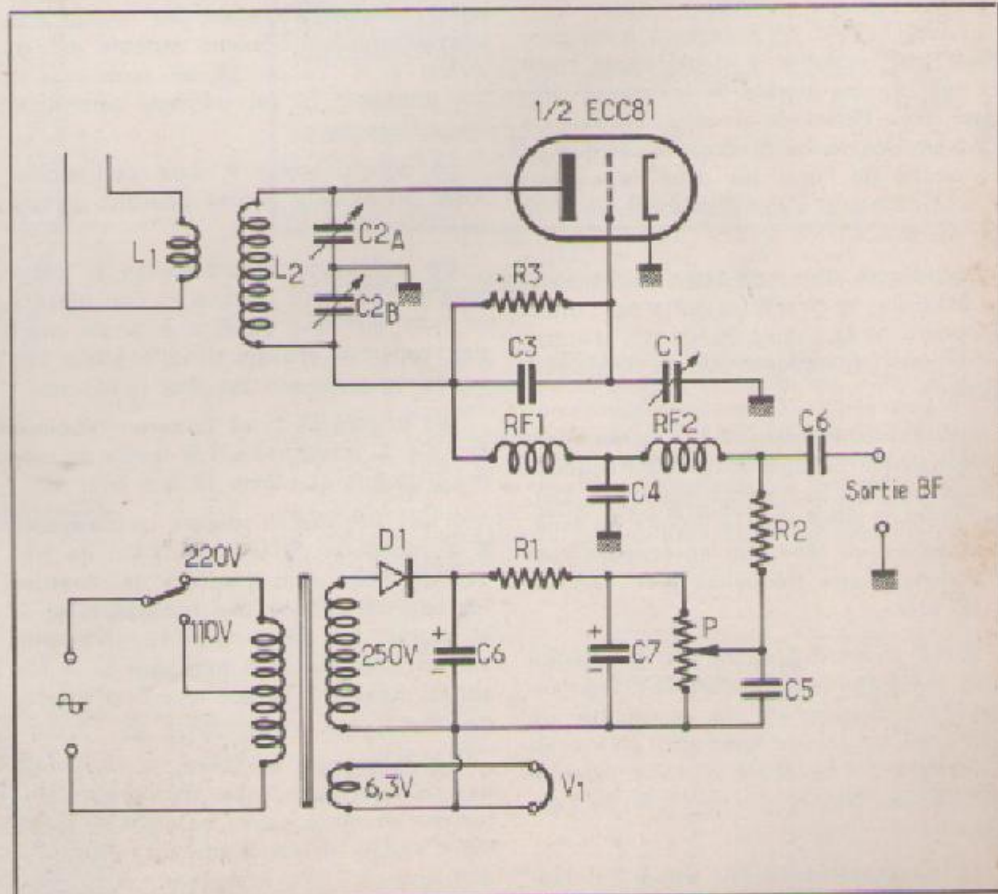 1/2 ECC81
L1
L2
C2A
C2B
R3
C3
C1
RF1
RF2
C6
C4
Sortie BF
R2
D1
R1
220V
110V
250V
+
-
C6
+
-
C7
P
C5
6,3V
V1